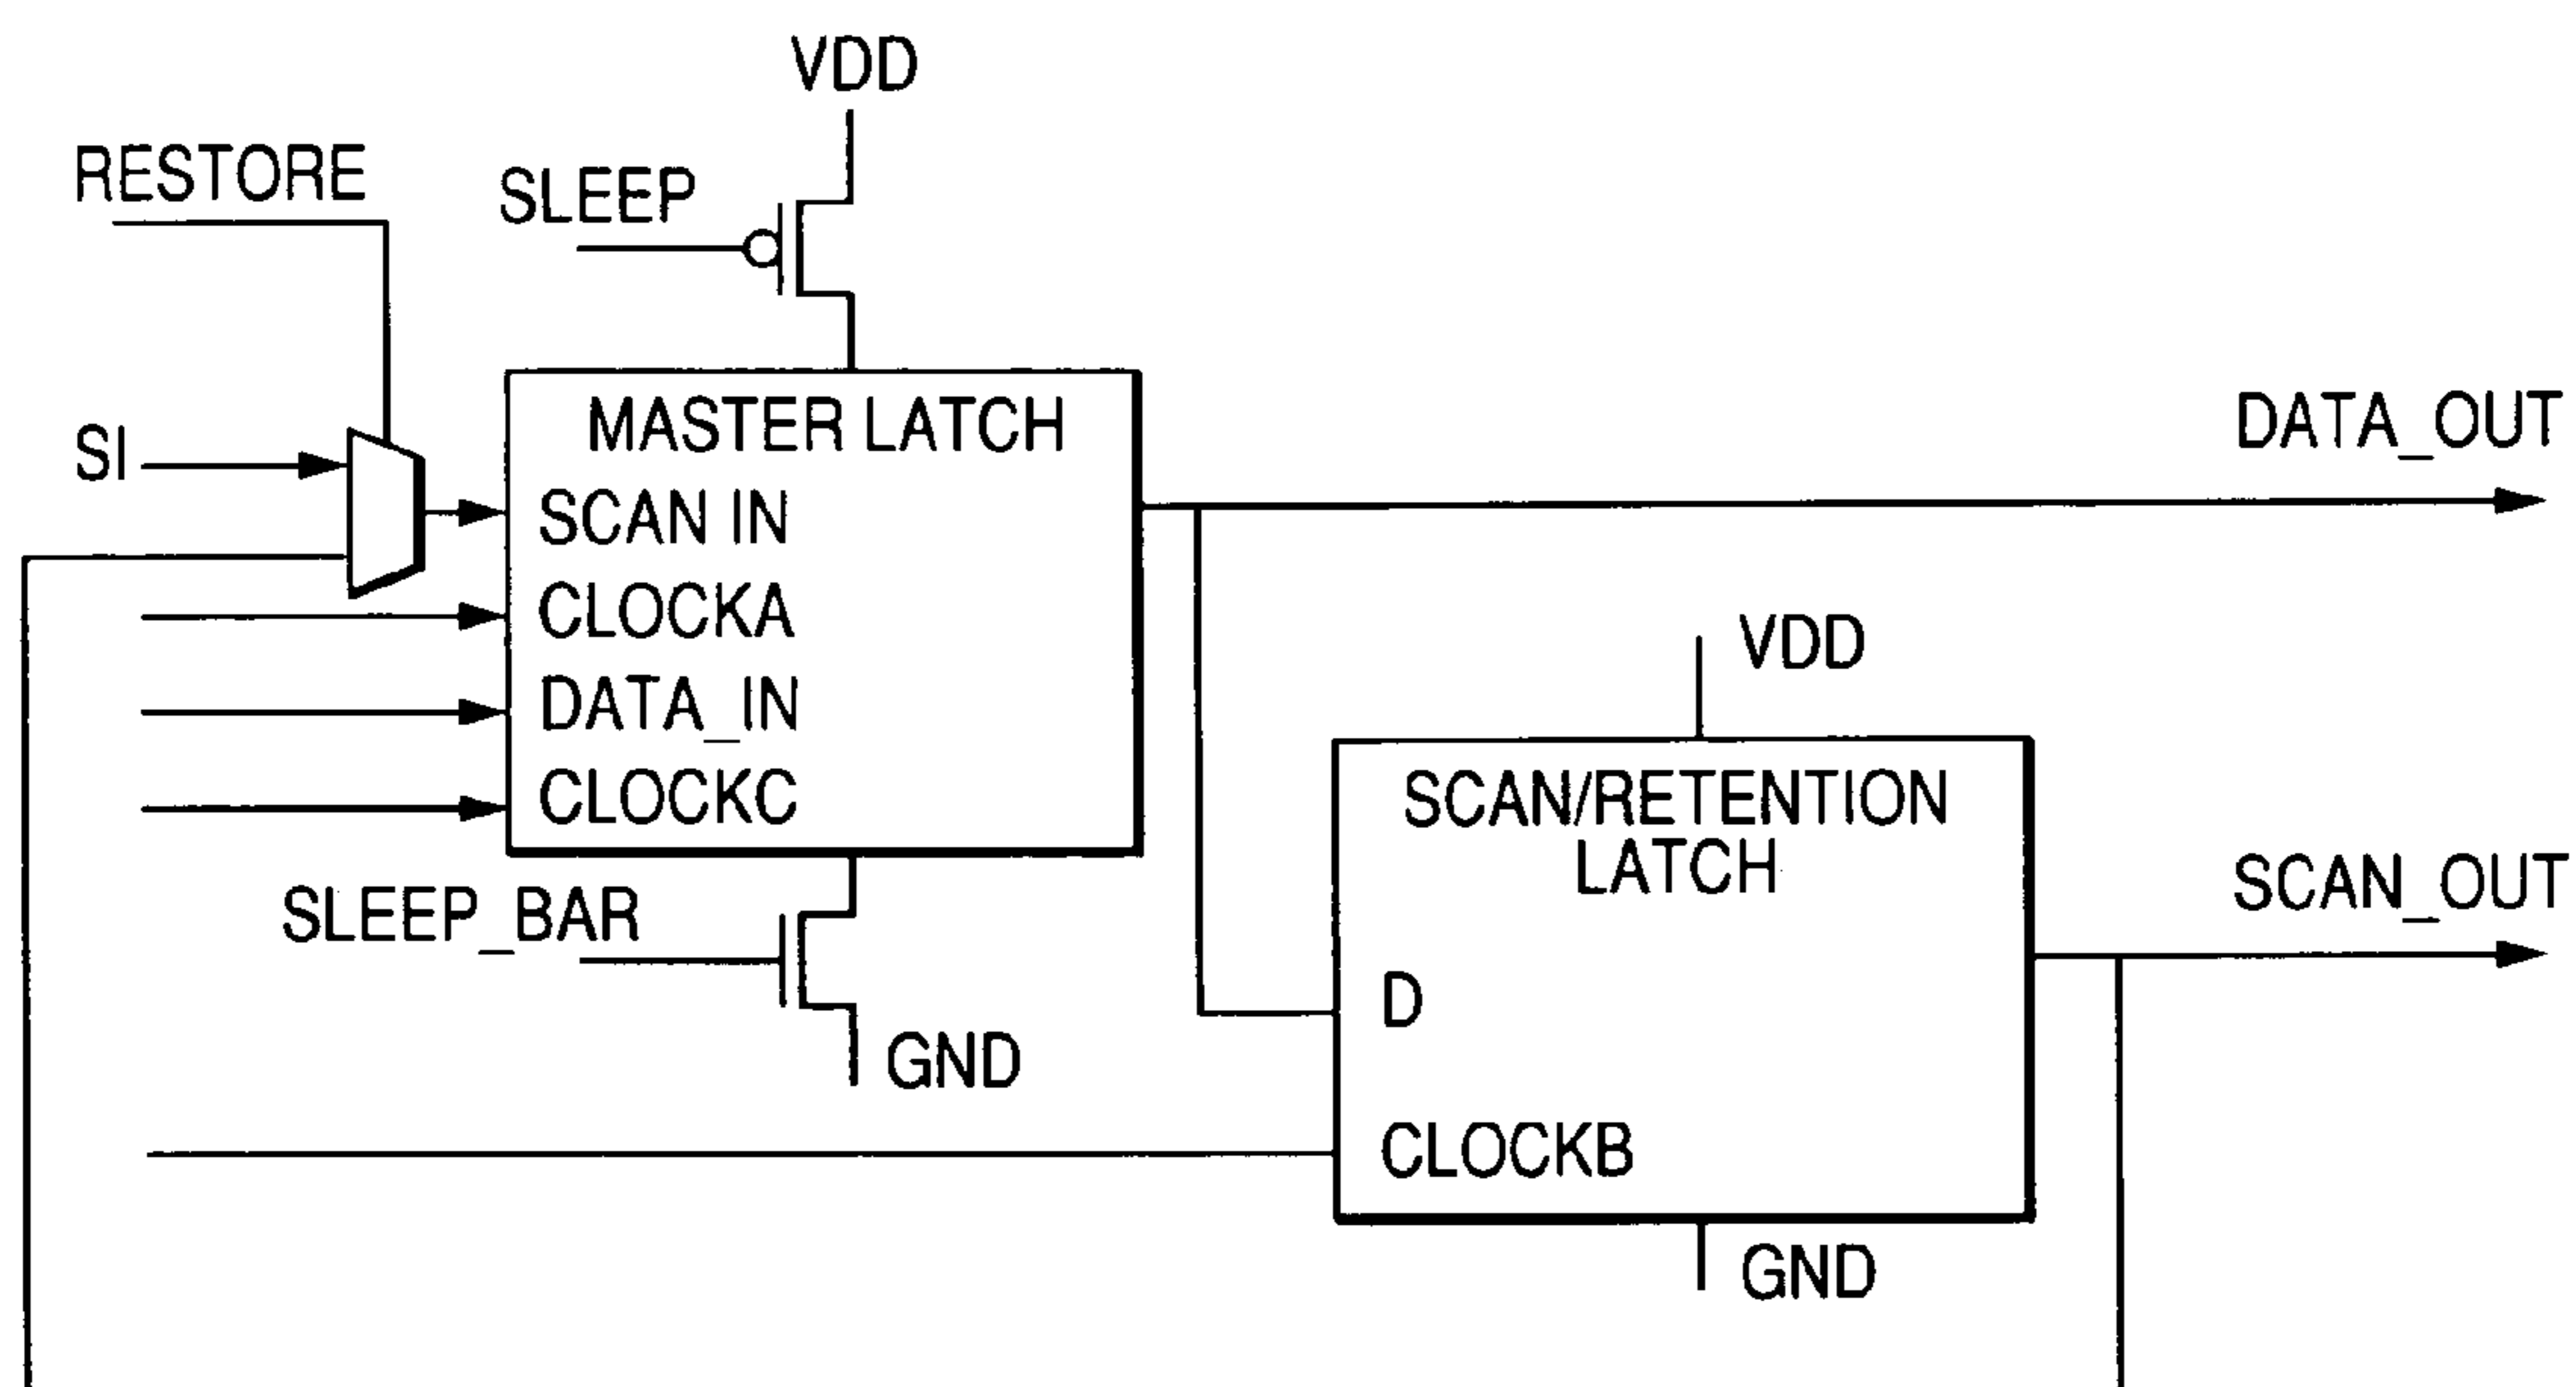 VDD
RESTORE
SLEEP
SI
MASTER LATCH
SCAN IN
CLOCKA
DATA_IN
CLOCKC
DATA_OUT
VDD
SCAN/RETENTION
LATCH
D
CLOCKB
SCAN_OUT
SLEEP_BAR
GND
GND